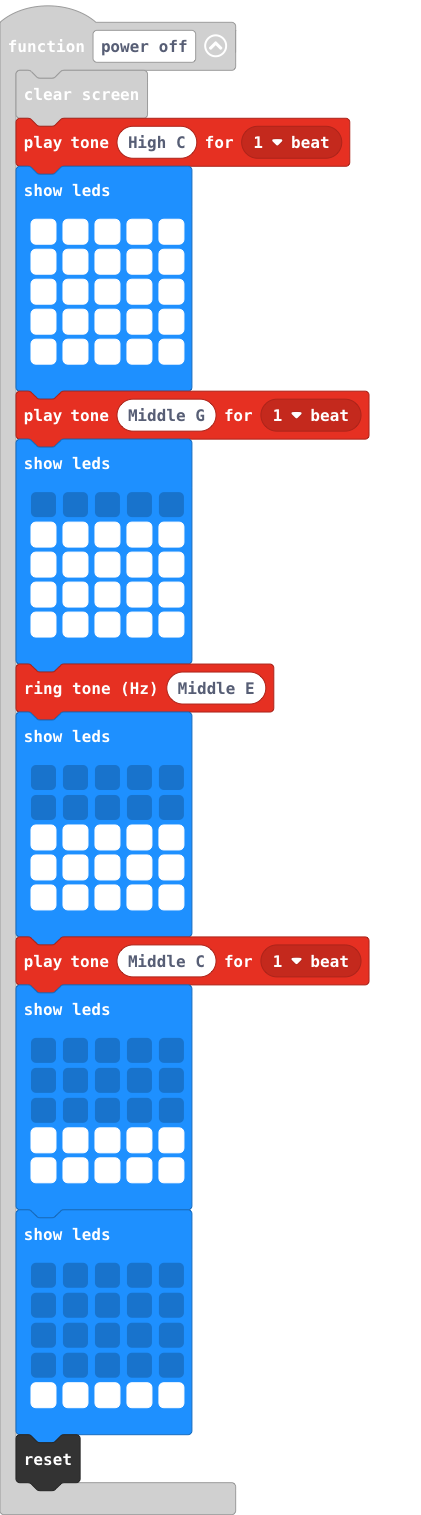 function power off
clear screen
play tone High C for 1 beat
show leds
play tone Middle G for 1 beat
show leds
ring tone (Hz) Middle E
show leds
play tone Middle C for 1 beat
show leds
show leds
reset